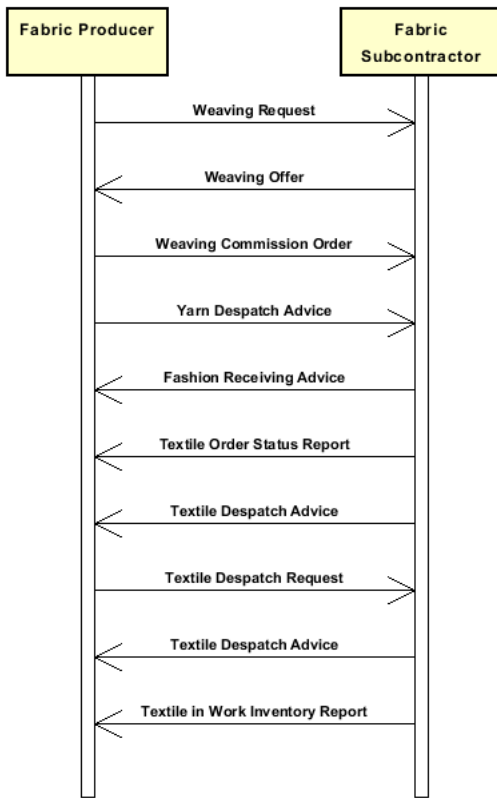 Fabric Producer
Fabric
Subcontractor
Weaving Request
Weaving Offer
Weaving Commission Order
Yarn Despatch Advice
Fashion Receiving Advice
Textile Order Status Report
Textile Despatch Advice
Textile Despatch Request
Textile Despatch Advice
Textile in Work Inventory Report